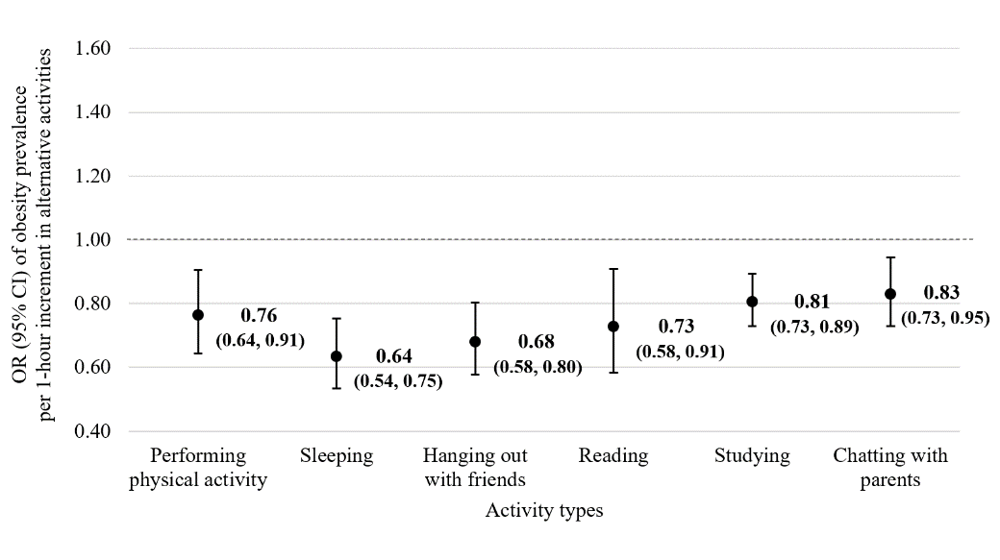 OR (95% CI) of obesity prevalence
per 1-hour increment in alternative activities
1.60
1.40
1.20
1.00
0.80
0.60
0.40
0.76
(0.64, 0.91)
0.64
(0.54, 0.75)
0.68
(0.58, 0.80)
0.73
(0.58, 0.91)
0.81
(0.73, 0.89)
0.83
(0.73, 0.95)
Performing
physical activity
Sleeping
Hanging out
with friends
Reading
Studying
Chatting with
parents
Activity types